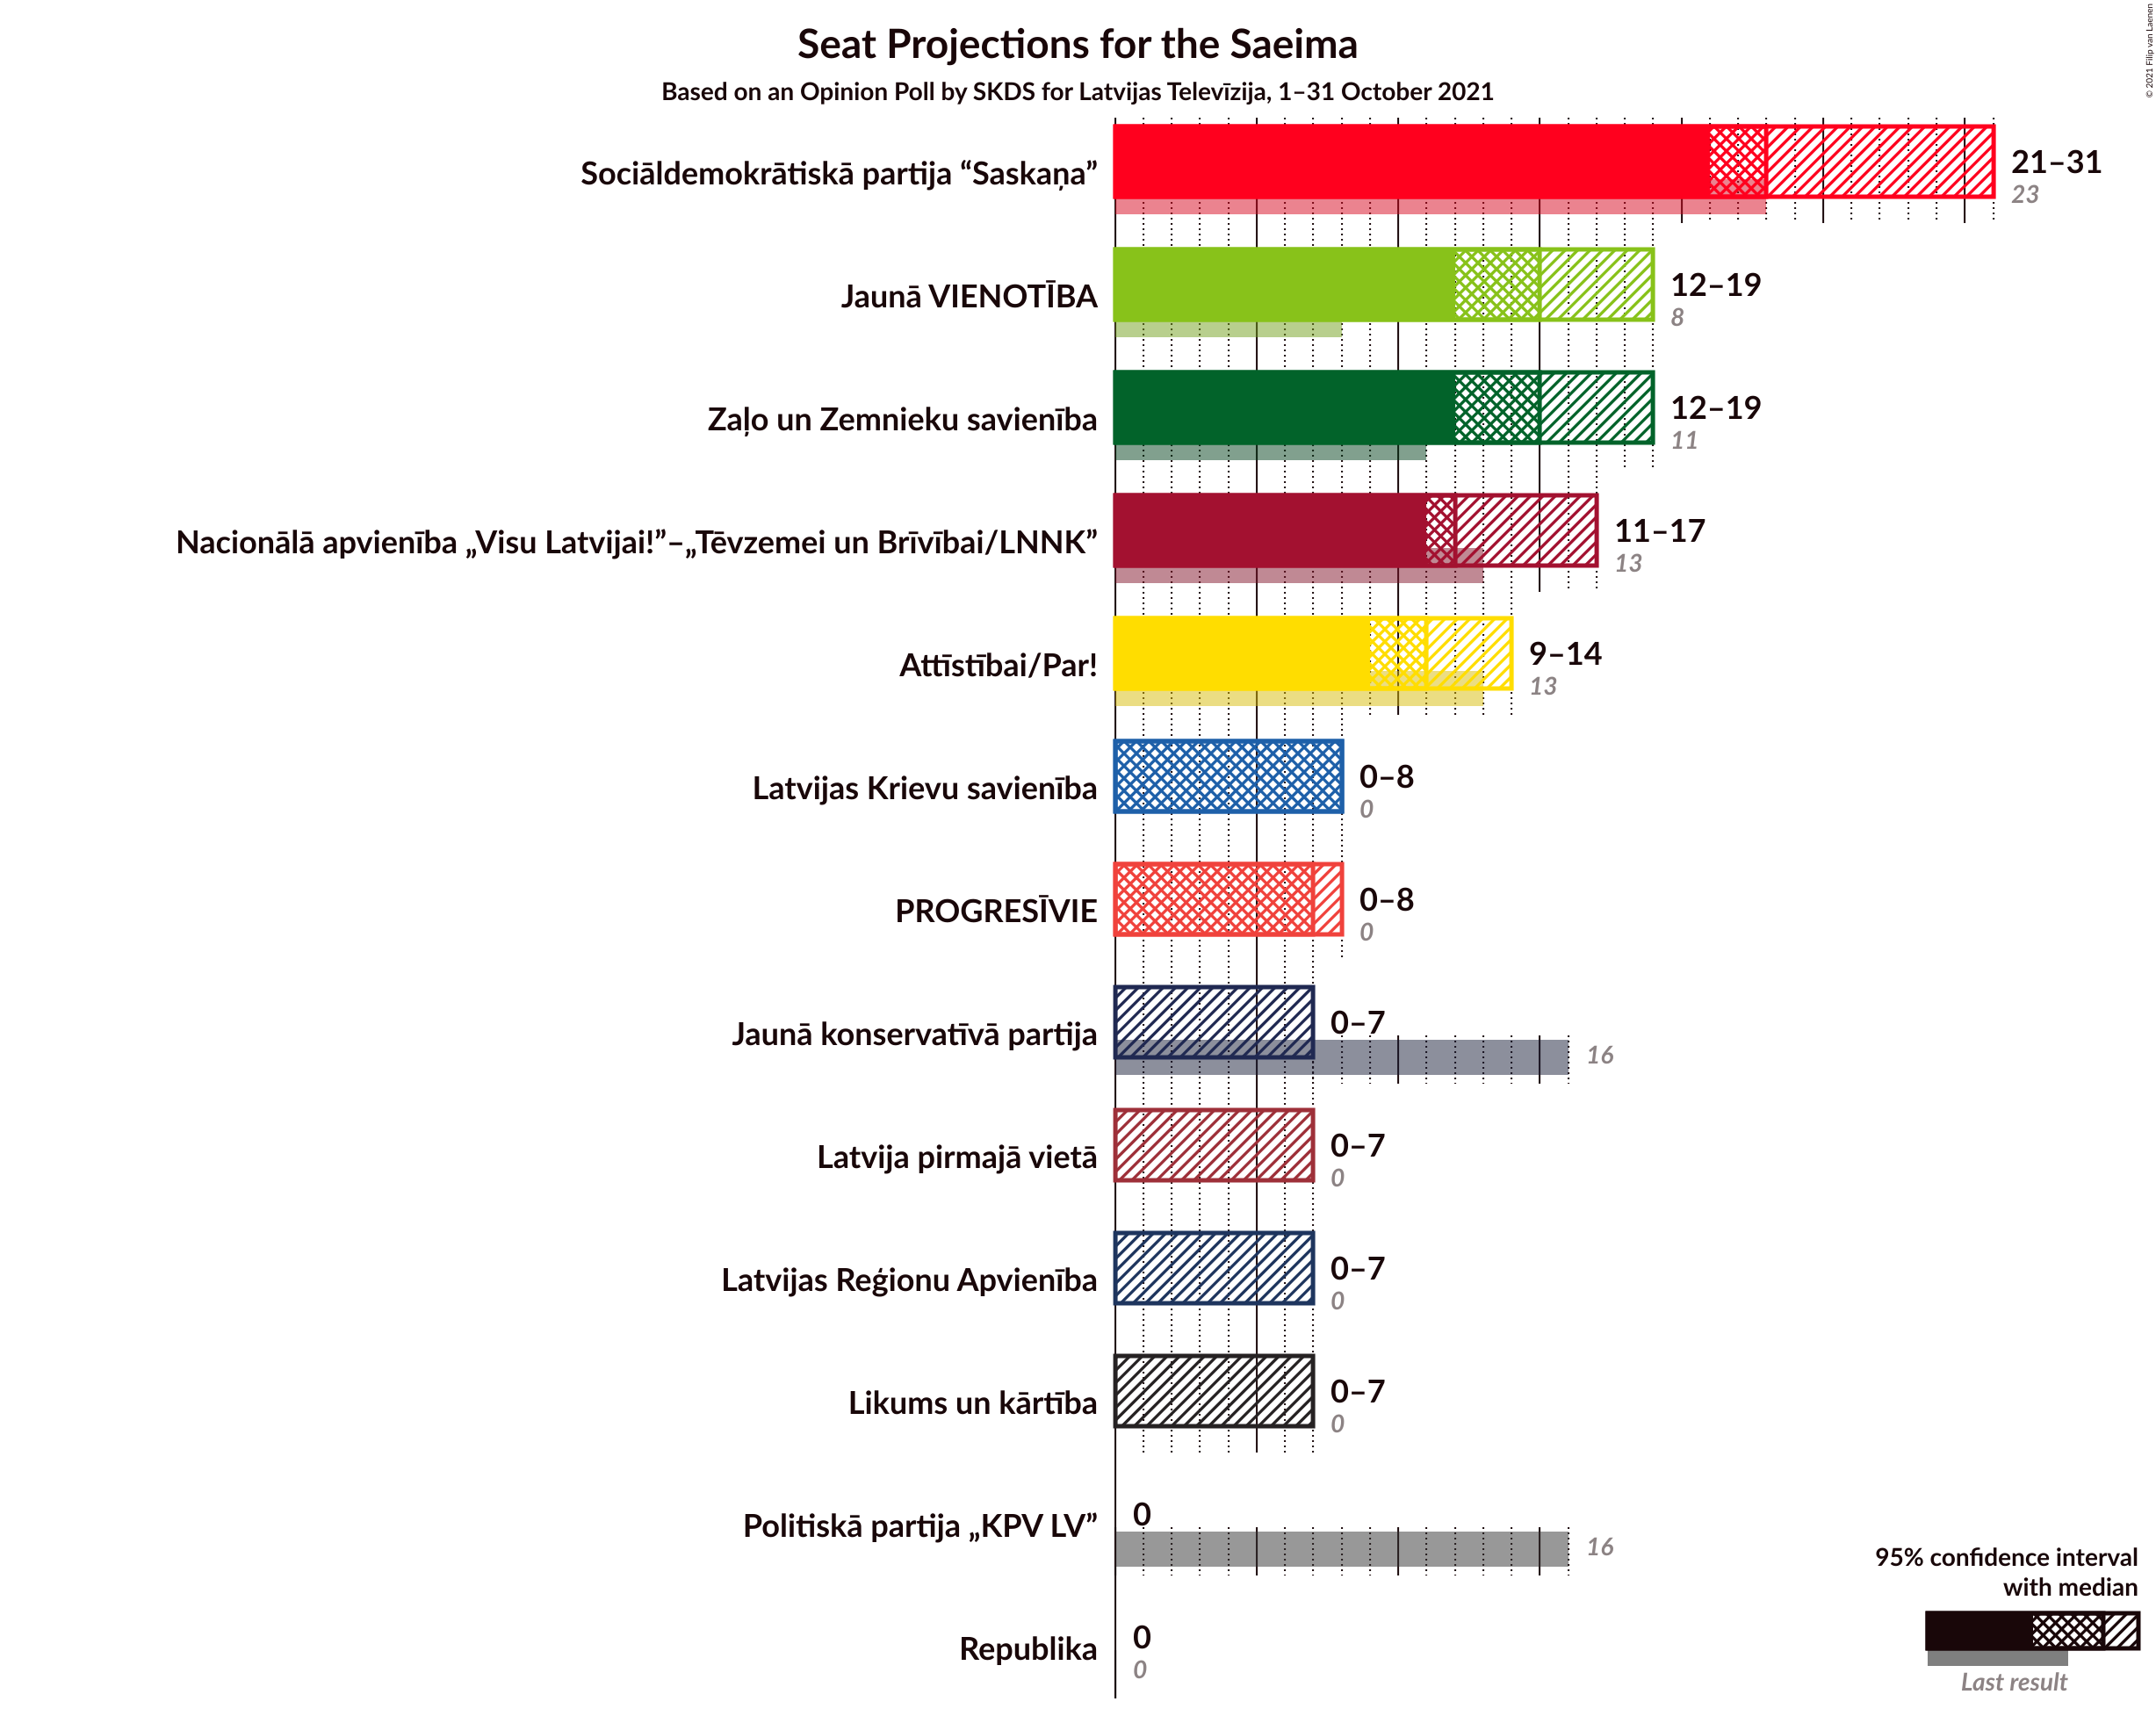 Seat Projections for the Saeima
Based on an Opinion Poll by SKDS for Latvijas Televīzija, 1–31 October 2021
© 2021 Filip van Laenen
Sociāldemokrātiskā partija “Saskaņa”
21–31
23
Jaunā VIENOTĪBA
12–19
8
Zaļo un Zemnieku savienība
12–19
11
Nacionālā apvienība „Visu Latvijai!”–„Tēvzemei un Brīvībai/LNNK”
11–17
13
Attīstībai/Par!
9–14
13
Latvijas Krievu savienība
0–8
0
PROGRESĪVIE
0–8
0
Jaunā konservatīvā partija
0–7
16
Latvija pirmajā vietā
0–7
0
Latvijas Reģionu Apvienība
0–7
0
Likums un kārtība
0–7
0
Politiskā partija „KPV LV”
0
16
Republika
0
0
95% confidence interval
with median
Last result